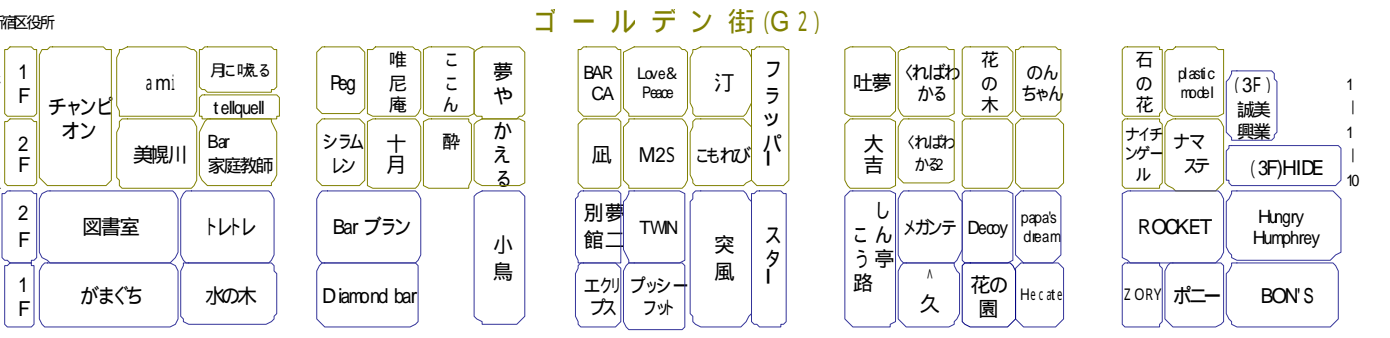 宿区役所
ゴールデン街(G2)
1F
チャンピオン
ami
月に吠える
tellquell
Peg
唯尼庵
ここん
夢や
BAR CA
Love& Peace
汀
フラッパー
吐夢
くればわかる
花の木
のんちゃん
石の花
plastic model
(3F)誠美興業
1|1|10
2F
美幌川
Bar 家庭教師
シラムレン
十月
酔
かえる
凪
M2S
こもれび
大吉
くればわかる2
ナイチンゲール
ナマステ
(3F)HIDE
2F
図書室
トレトレ
Bar プラン
小鳥
夢二別館
TWIN
突風
スター
しん亭
こう路
メガンテ
Decoy
papa's dream
ROCKET
Hungry Humphrey
1F
がまぐち
水の木
Diamond bar
エクリプス
プッシーフット
久
花の園
Hecate
ZORY
ポニー
BON'S